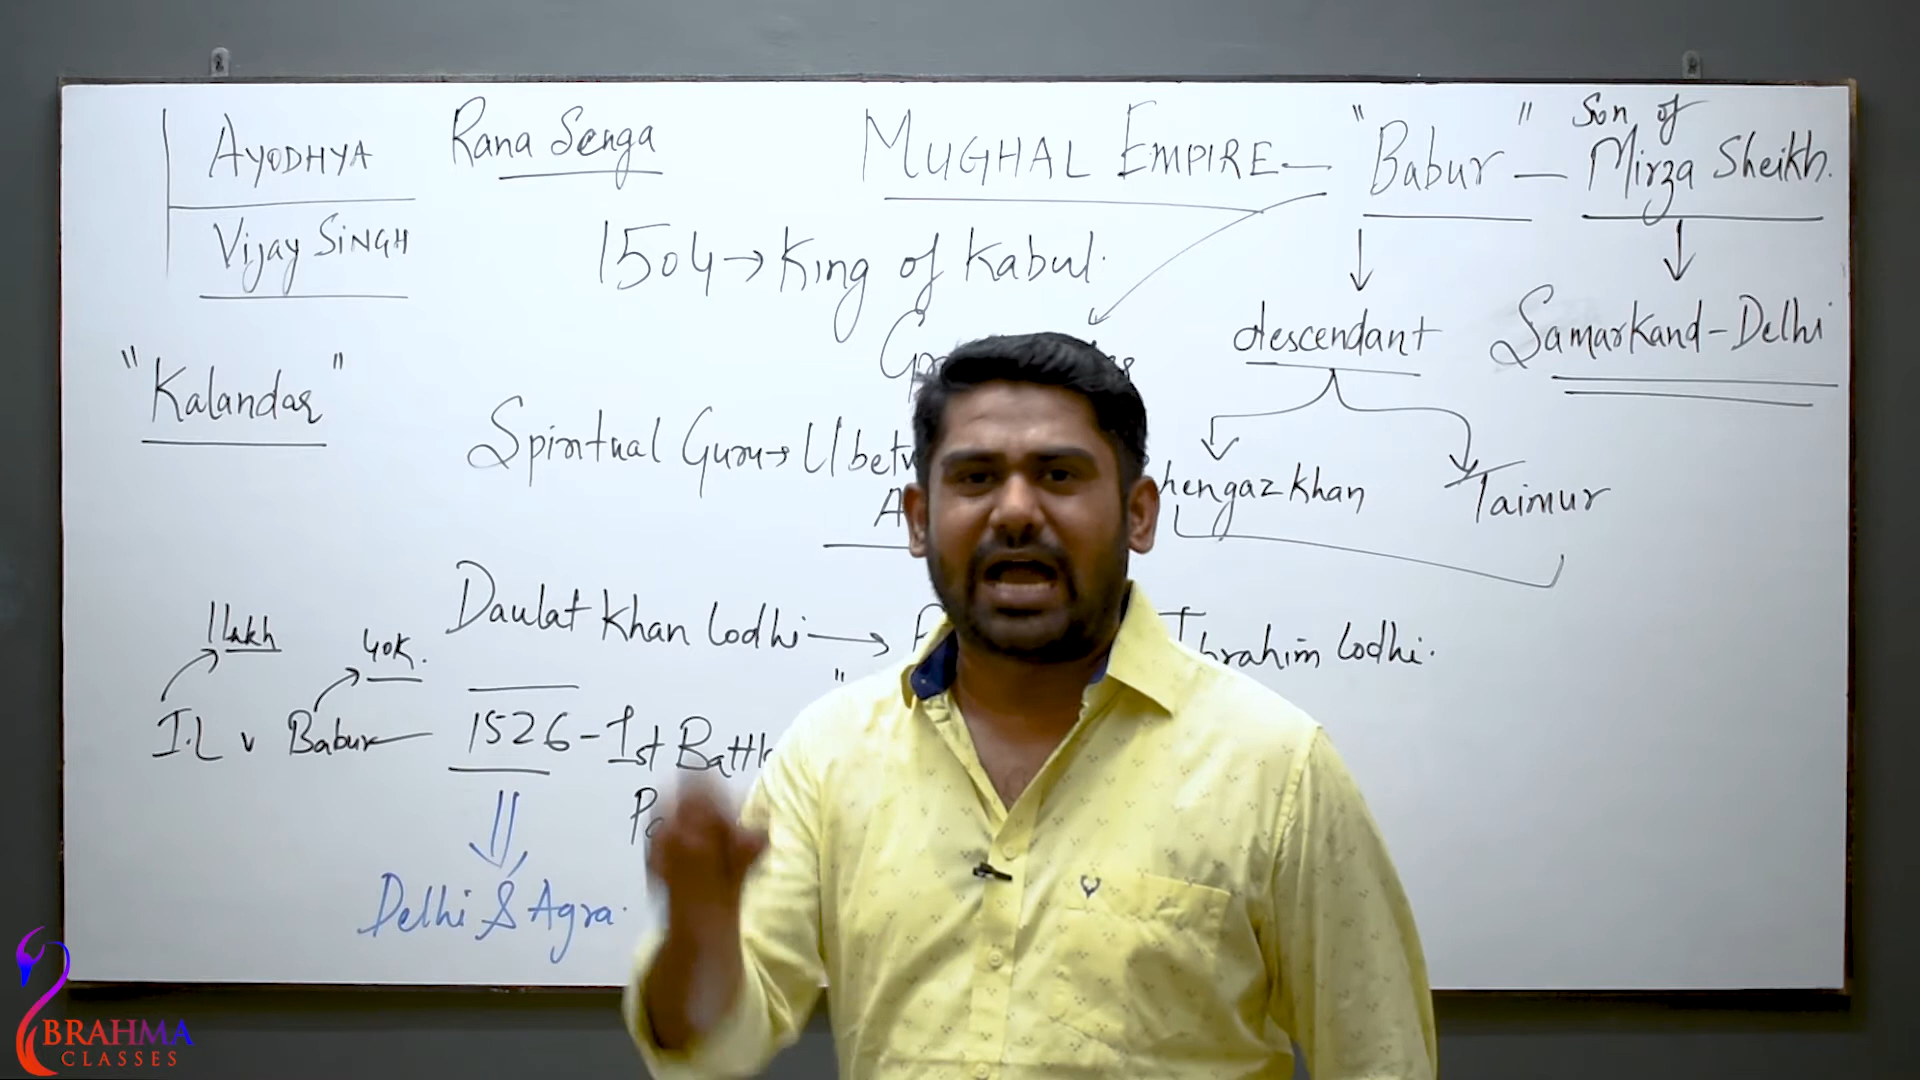 AYODHYA
Vijay SINGH
Rana Senga
MUGHAL EMPIRE - "Babur" - Son of
Mirza Sheikh.
1504 → King of Kabul.
descendant
Samarkand - Delhi
"Kalandar"
Spiritual Guru →
hengaz khan
Taimur
Daulat Khan Lodhi →
Ibrahim Lodhi.
1 Lakh
40K.
I.L v Babur
1526 - 1st Battl
Delhi & Agra.
BRAHMA
CLASSES